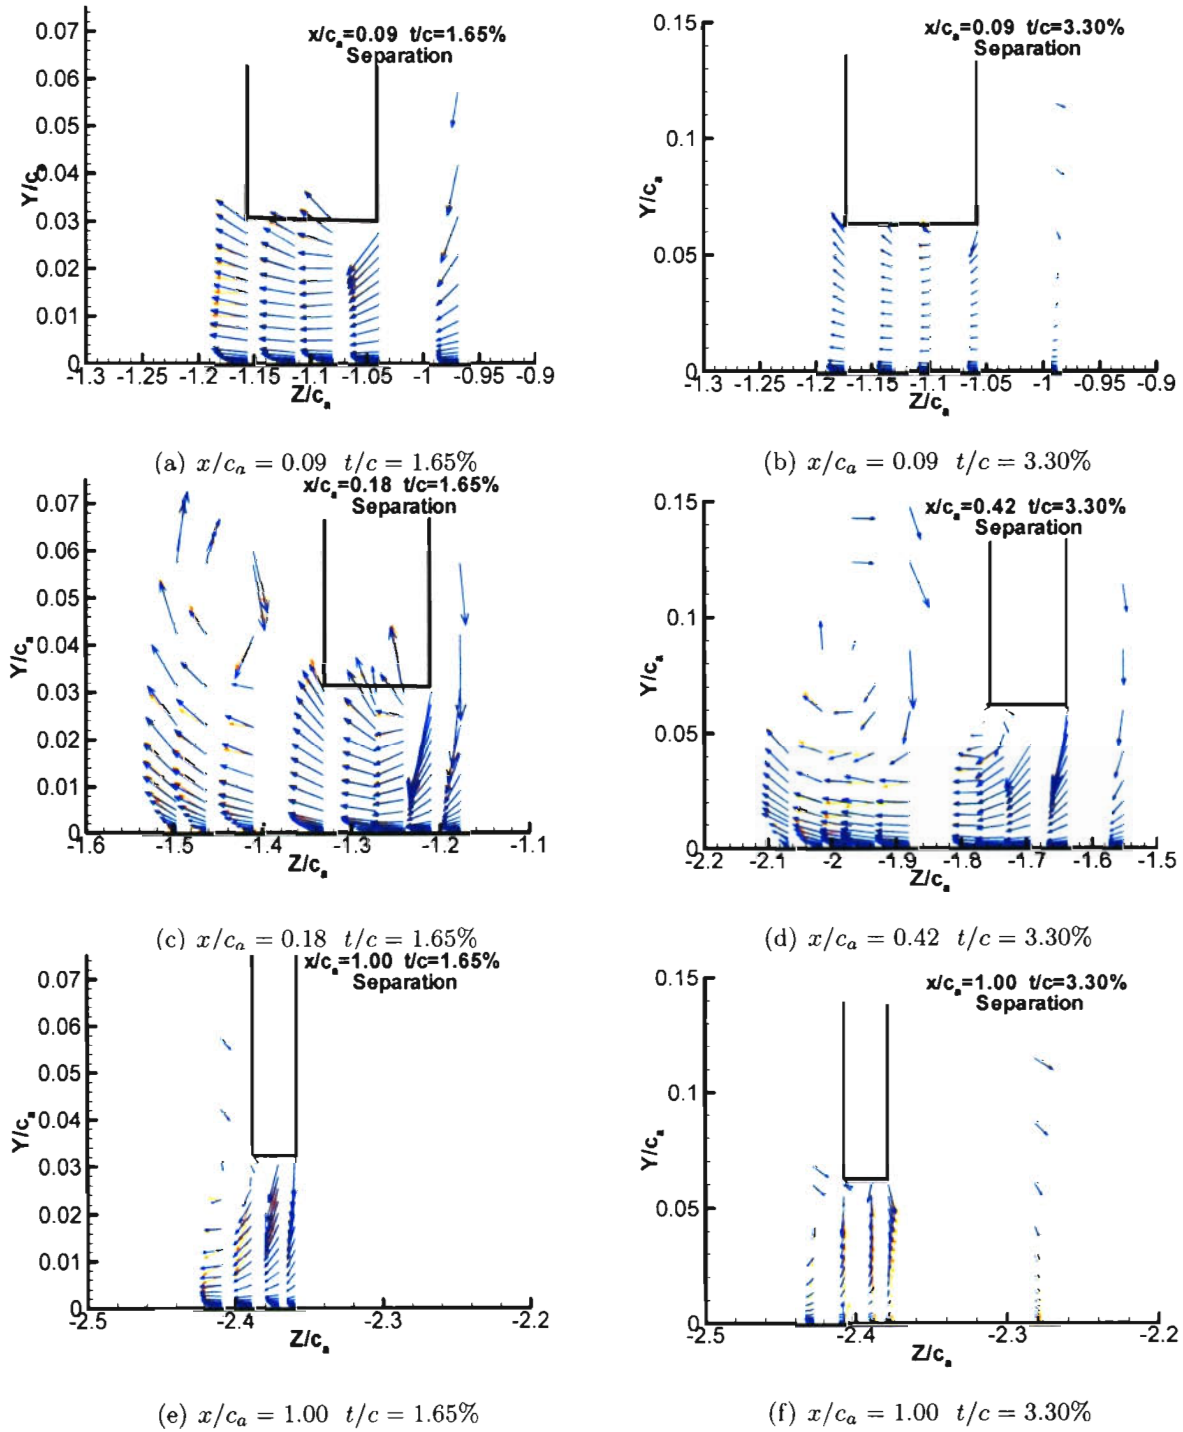 x/cₐ=0.09 t/c=1.65%
Separation
0.07
0.06
0.05
0.04
0.03
0.02
0.01
0
Y/cₐ
-1.3 -1.25 -1.2 -1.15 -1.1 -1.05 -1 -0.95 -0.9
Z/cₐ
(a) x/cₐ = 0.09 t/c = 1.65%
x/cₐ=0.09 t/c=3.30%
Separation
0.15
0.1
0.05
0
Y/cₐ
-1.3 -1.25 -1.2 -1.15 -1.1 -1.05 -1 -0.95 -0.9
Z/cₐ
(b) x/cₐ = 0.09 t/c = 3.30%
x/cₐ=0.18 t/c=1.65%
Separation
0.07
0.06
0.05
0.04
0.03
0.02
0.01
0
Y/cₐ
-1.6 -1.5 -1.4 -1.3 -1.2 -1.1
Z/cₐ
(c) x/cₐ = 0.18 t/c = 1.65%
x/cₐ=0.42 t/c=3.30%
Separation
0.15
0.1
0.05
0
Y/cₐ
-2.2 -2.1 -2 -1.9 -1.8 -1.7 -1.6 -1.5
Z/cₐ
(d) x/cₐ = 0.42 t/c = 3.30%
x/cₐ=1.00 t/c=1.65%
Separation
0.07
0.06
0.05
0.04
0.03
0.02
0.01
0
Y/cₐ
-2.5 -2.4 -2.3 -2.2
Z/cₐ
(e) x/cₐ = 1.00 t/c = 1.65%
x/cₐ=1.00 t/c=3.30%
Separation
0.15
0.1
0.05
0
Y/cₐ
-2.5 -2.4 -2.3 -2.2
Z/cₐ
(f) x/cₐ = 1.00 t/c = 3.30%